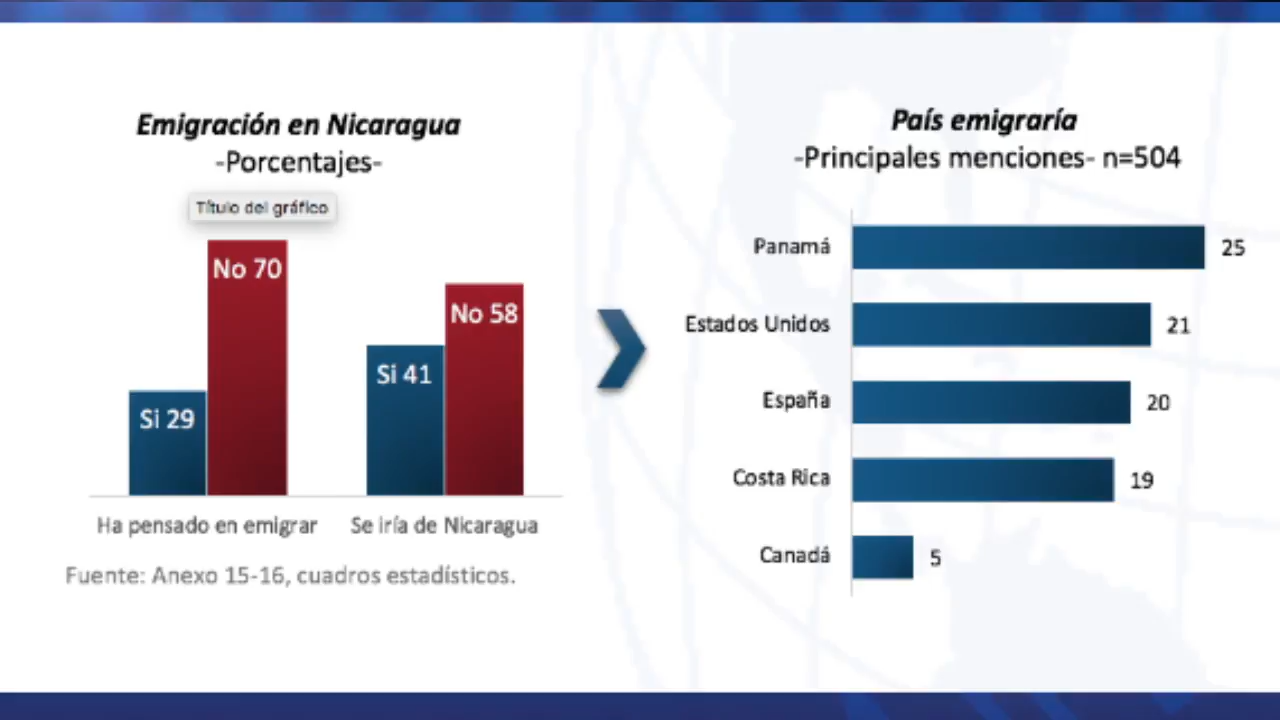 Emigración en Nicaragua
-Porcentajes-
Título del gráfico
Si 29
No 70
Si 41
No 58
Ha pensado en emigrar
Se iría de Nicaragua
Fuente: Anexo 15-16, cuadros estadísticos.
País emigraría
-Principales menciones- n=504
Panamá 25
Estados Unidos 21
España 20
Costa Rica 19
Canadá 5